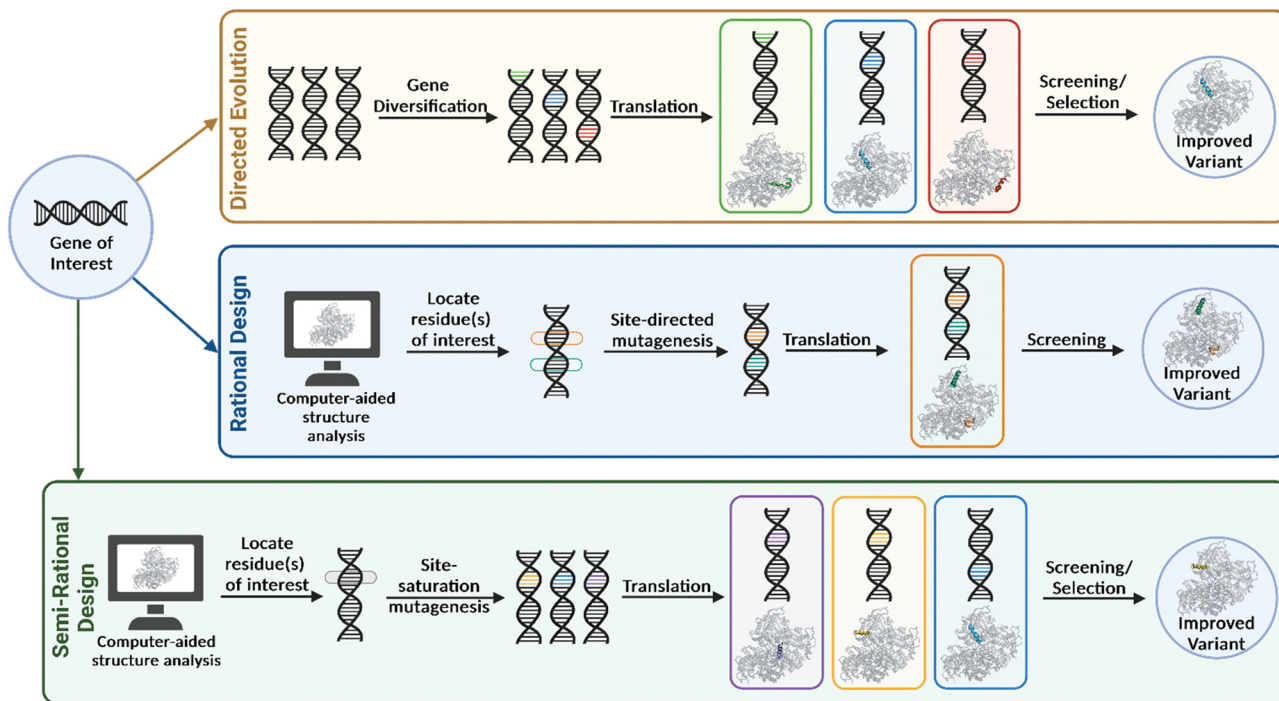 Gene of
Interest
Directed Evolution
Gene
Diversification
Translation
Screening/
Selection
Improved
Variant
Rational Design
Computer-aided
structure
analysis
Locate
residue(s)
of interest
Site-directed
mutagenesis
Translation
Screening
Improved
Variant
Semi-Rational
Design
Computer-aided
structure analysis
Locate
residue(s)
of interest
Site-
saturation
mutagenesis
Translation
Screening/
Selection
Improved
Variant